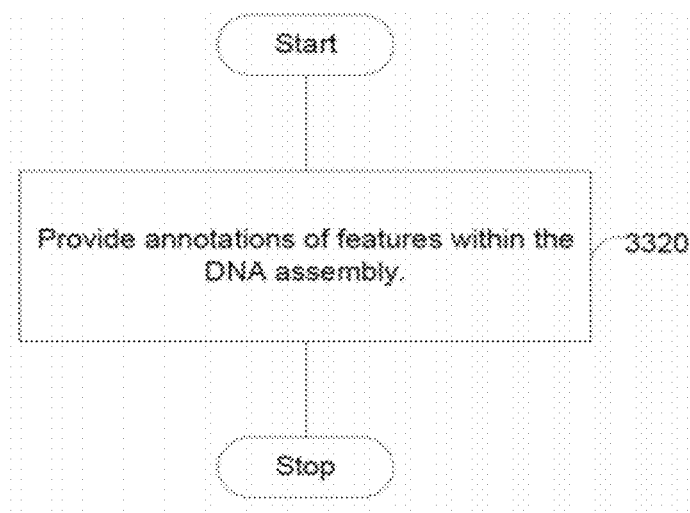 Start
Provide annotations of features within the
DNA assembly.
3320
Stop